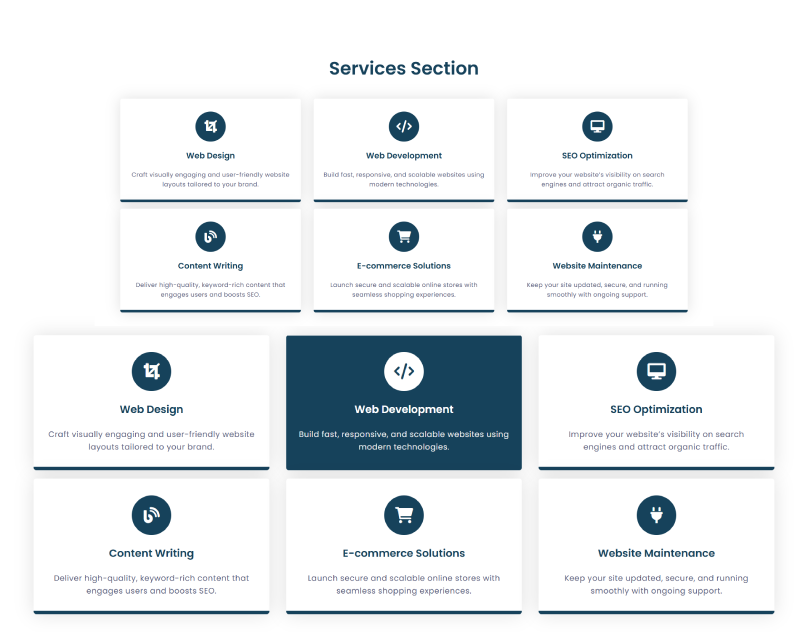 Services Section
Web Design
Craft visually engaging and user-friendly website
layouts tailored to your brand.
Web Development
Build fast, responsive, and scalable websites using
modern technologies.
SEO Optimization
Improve your website's visibility on search
engines and attract organic traffic.
Content Writing
Deliver high-quality, keyword-rich content that
engages users and boosts SEO.
E-commerce Solutions
Launch secure and scalable online stores with
seamless shopping experiences.
Website Maintenance
Keep your site updated, secure, and running
smoothly with ongoing support.
Web Design
Craft visually engaging and user-friendly website
layouts tailored to your brand.
Web Development
Build fast, responsive, and scalable websites using
modern technologies.
SEO Optimization
Improve your website's visibility on search
engines and attract organic traffic.
Content Writing
Deliver high-quality, keyword-rich content that
engages users and boosts SEO.
E-commerce Solutions
Launch secure and scalable online stores with
seamless shopping experiences.
Website Maintenance
Keep your site updated, secure, and running
smoothly with ongoing support.